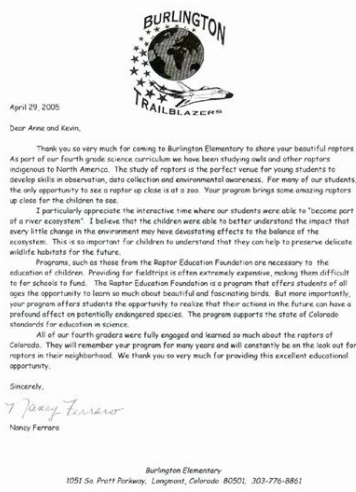 BURLINGTON
TRAILBLAZERS
April 29, 2005
Dear Anne and Kevin,
Thank you so very much for coming to Burlington Elementary to share your beautiful raptors.
As part of our fourth grade science curriculum we have been studying owls and other raptors
indigenous to North America. The study of raptors is the perfect venue for young students to
develop skills in observation, data collection and environmental awareness. For many of our students,
the only opportunity to see a raptor up close is at a zoo. Your program brings some amazing raptors
up close for the children to see.
I particularly appreciate the interactive time where our students were able to "become part
of a river ecosystem". I believe that the children were able to better understand the impact that
every little change in the environment may have devastating effects to the balance of the
ecosystem. This is so important for children to understand that they can help to preserve delicate
wildlife habitats for the future.
Programs, such as those from the Raptor Education Foundation are necessary to the
education of children. Providing for fieldtrips is often extremely expensive, making them difficult
to for schools to fund. The Raptor Education Foundation is a program that offers students of all
ages the opportunity to learn so much about beautiful and fascinating birds. But more importantly,
your program offers students the opportunity to realize that their actions in the future can have a
profound affect on potentially endangered species. The program supports the state of Colorado
standards for education in science.
All of our fourth graders were fully engaged and learned so much about the raptors of
Colorado. They will remember your program for many years and will constantly be on the look out for
raptors in their neighborhood. We thank you so very much for providing this excellent educational
opportunity.
Sincerely,
Nancy Ferraro
Nancy Ferraro
Burlington Elementary
1051 So. Pratt Parkway, Longmont, Colorado 80501; 303-776-8861